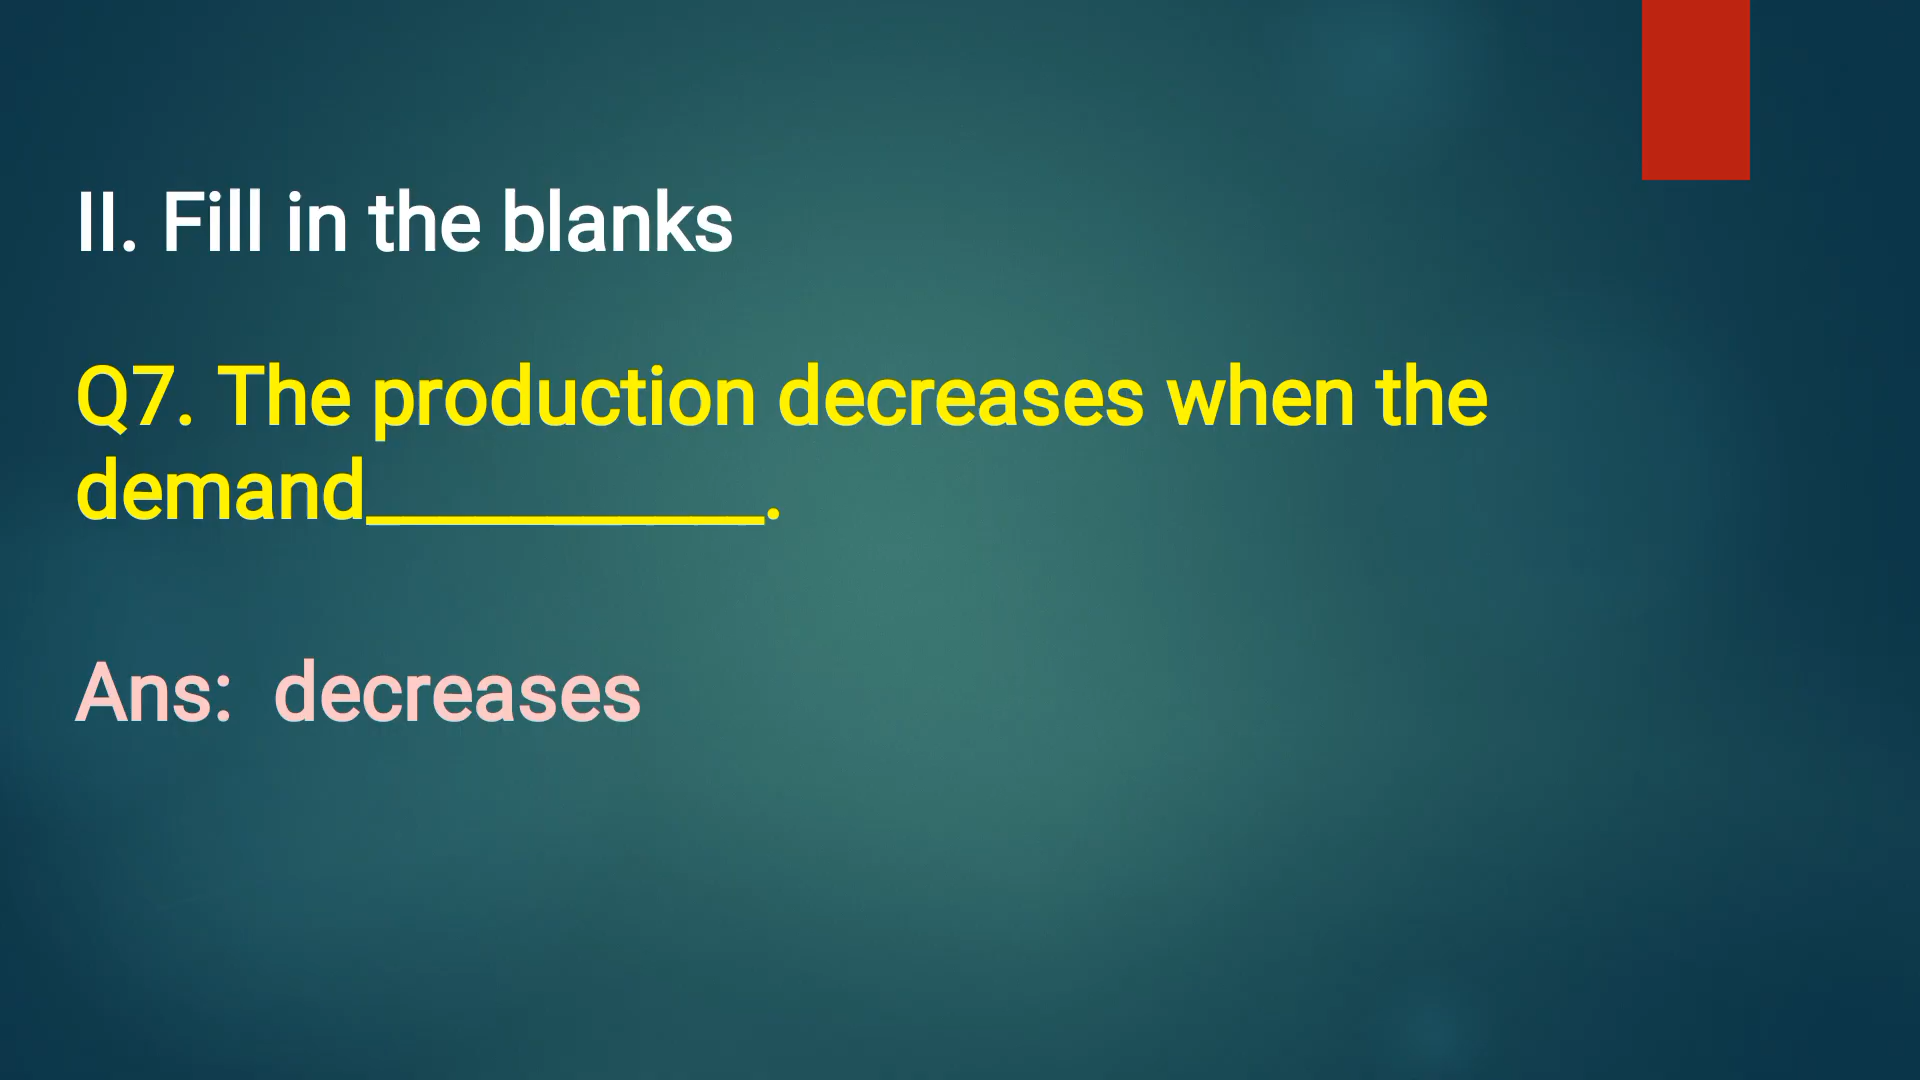 II. Fill in the blanks
Q7. The production decreases when the
demand___________.
Ans:  decreases